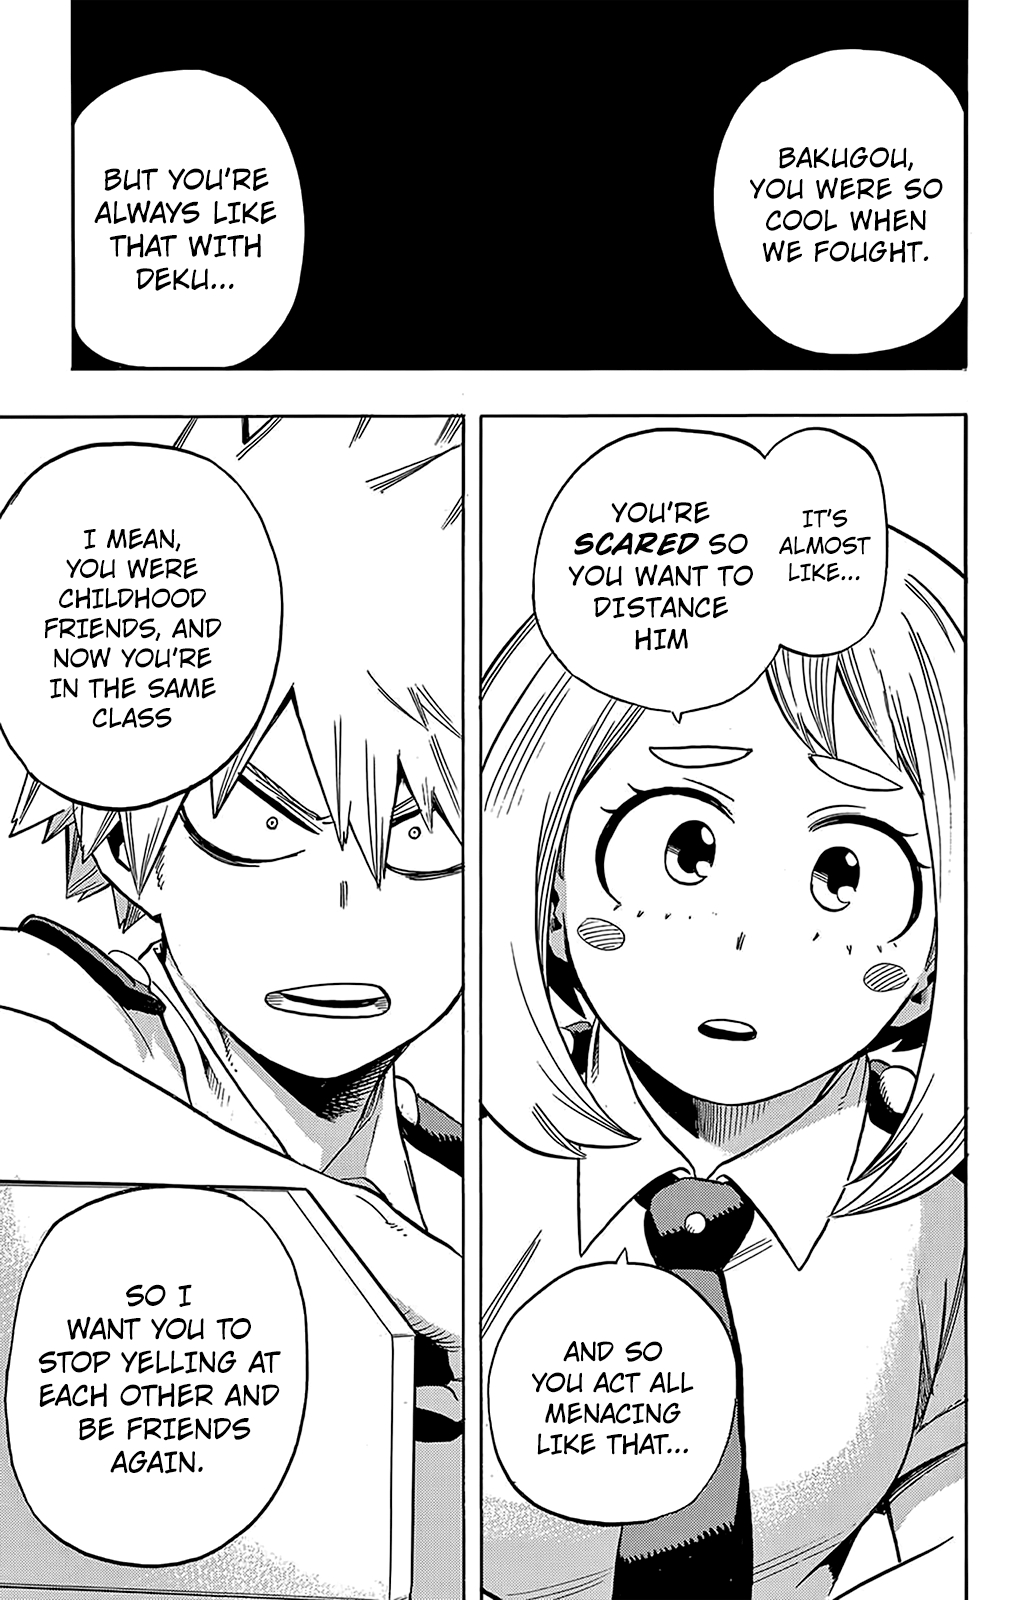 BAKUGOU,
YOU WERE SO
COOL WHEN
WE FOUGHT.
BUT YOU'RE
ALWAYS LIKE
THAT WITH
DEKU...
IT'S
ALMOST
LIKE...
YOU'RE
SCARED SO
YOU WANT TO
DISTANCE
HIM
AND SO
YOU ACT ALL
MENACING
LIKE THAT...
I MEAN,
YOU WERE
CHILDHOOD
FRIENDS, AND
NOW YOU'RE
IN THE SAME
CLASS
SO I
WANT YOU TO
STOP YELLING AT
EACH OTHER AND
BE FRIENDS
AGAIN.